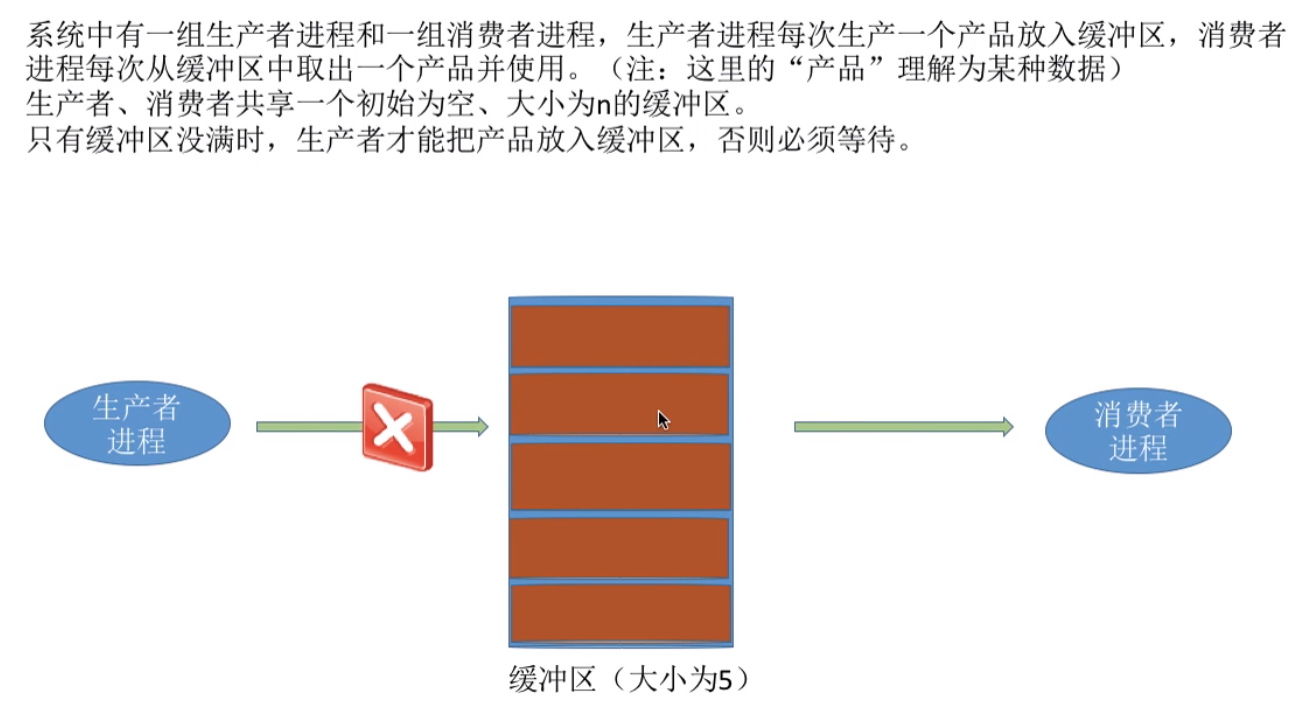 系统中有一组生产者进程和一组消费者进程，生产者进程每次生产一个产品放入缓冲区，消费者
进程每次从缓冲区中取出一个产品并使用。（注：这里的“产品”理解为某种数据）
生产者、消费者共享一个初始为空、大小为n的缓冲区。
只有缓冲区没满时，生产者才能把产品放入缓冲区，否则必须等待。
生产者
进程
消费者
进程
缓冲区（大小为5）